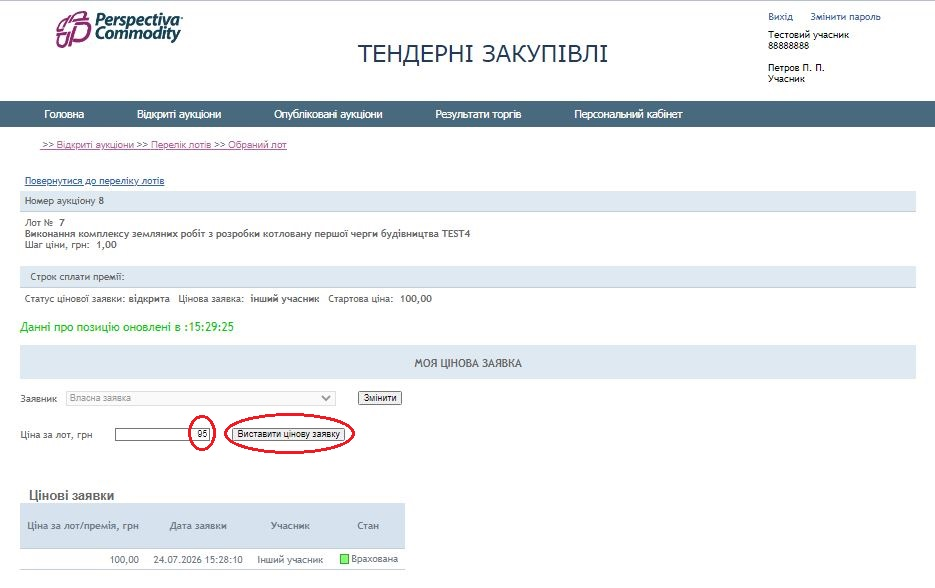 Perspectiva
Commodity
ТЕНДЕРНІ ЗАКУПІВЛІ
Вихід Змінити пароль
Тестовий учасник
88888888
Петров П. П.
Учасник
Головна Відкриті аукціони Опубліковані аукціони Результати торгів Персональний кабінет
>> Відкриті аукціони >> Перелік лотів >> Обраний лот
Повернутися до переліку лотів
Номер аукціону 8
Лот № 7
Виконання комплексу земляних робіт з розробки котловану першої черги будівництва TEST4
Шаг ціни, грн: 1,00
Строк сплати премії:
Статус цінової заявки: відкрита Цінова заявка: інший учасник Стартова ціна: 100,00
Данні про позицію оновлені в :15:29:25
МОЯ ЦІНОВА ЗАЯВКА
Заявник Власна заявка Змінити
Ціна за лот, грн 95 Виставити цінову заявку
Цінові заявки
Ціна за лот/премія, грн Дата заявки Учасник Стан
100,00 24.07.2026 15:28:10 Інший учасник Врахована